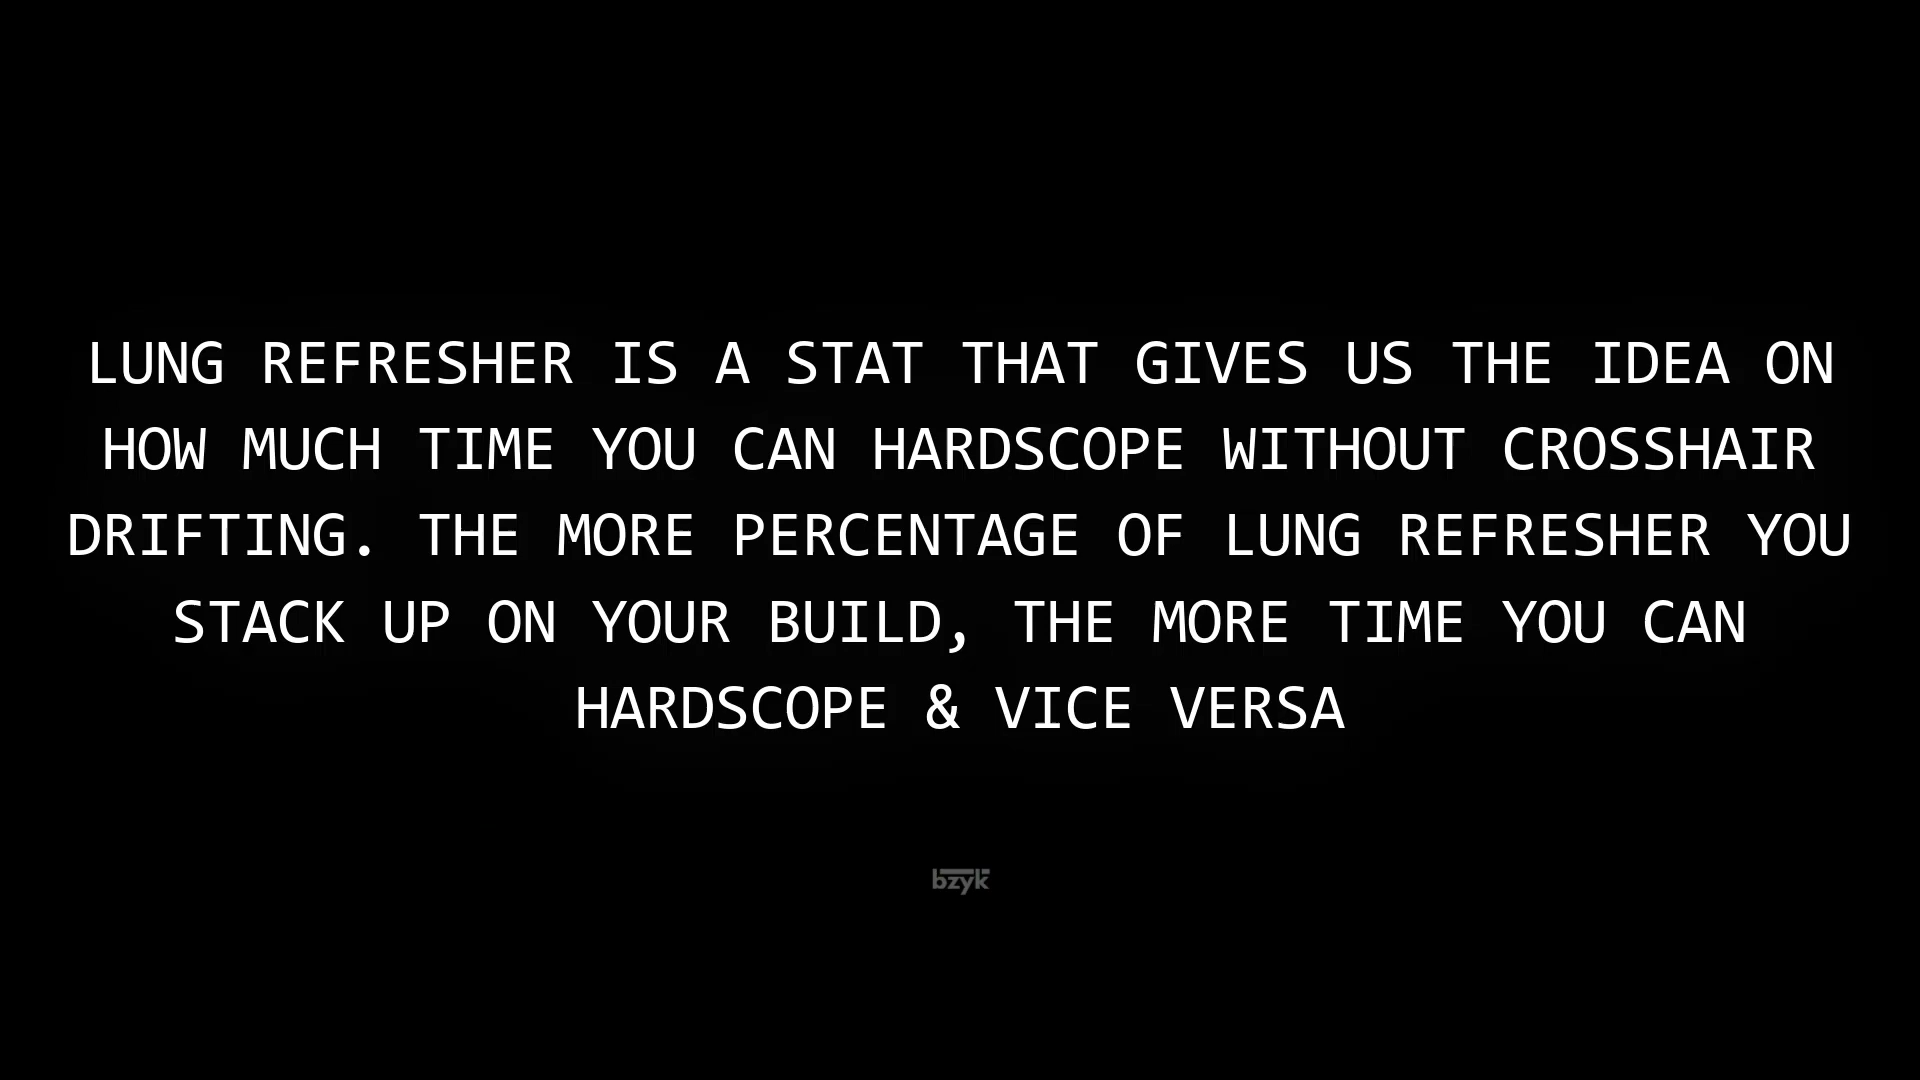 LUNG REFRESHER IS A STAT THAT GIVES US THE IDEA ON
HOW MUCH TIME YOU CAN HARDSCOPE WITHOUT CROSSHAIR
DRIFTING. THE MORE PERCENTAGE OF LUNG REFRESHER YOU
STACK UP ON YOUR BUILD, THE MORE TIME YOU CAN
HARDSCOPE & VICE VERSA
bzyk